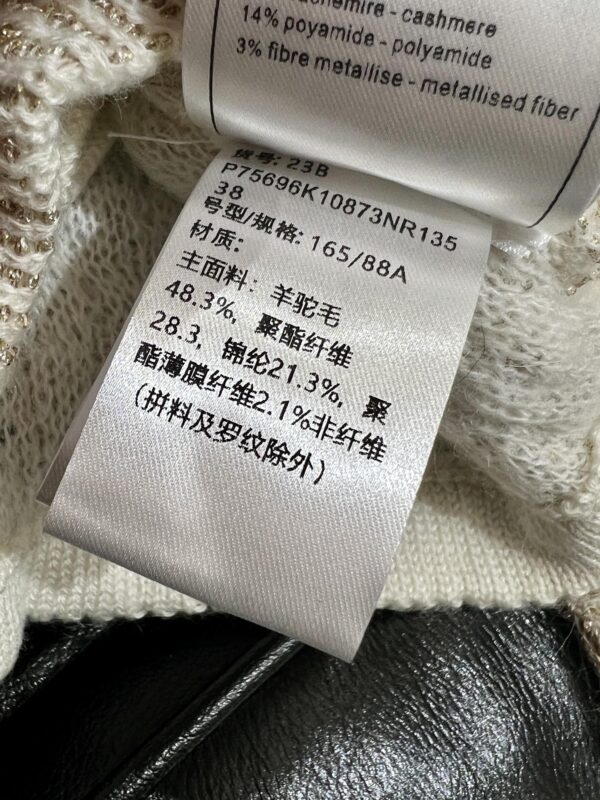 cachemire - cashmere
14% poyamide - polyamide
3% fibre metallise - metallised fiber
货号: 23B
P75696K10873NR135
38
号型/规格: 165/88A
材质:
主面料: 羊驼毛
48.3%, 聚酯纤维
28.3, 锦纶21.3%, 聚
酯薄膜纤维2.1%非纤维
(拼料及罗纹除外)